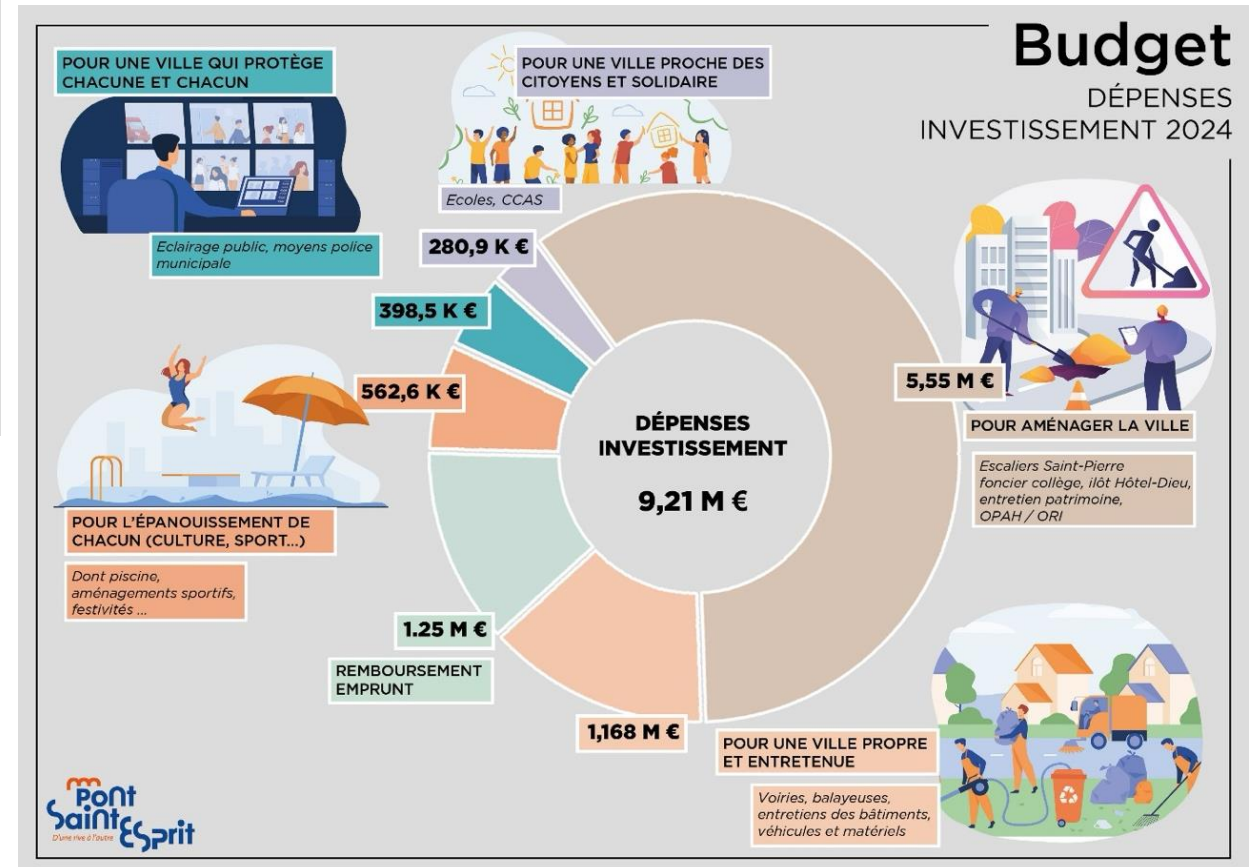 Budget
DÉPENSES
INVESTISSEMENT 2024
POUR UNE VILLE QUI PROTÈGE
CHACUNE ET CHACUN
Eclairage public, moyens police
municipale
POUR UNE VILLE PROCHE DES
CITOYENS ET SOLIDAIRE
Ecoles, CCAS
280,9 K €
398,5 K €
562,6 K €
5,55 M €
POUR AMÉNAGER LA VILLE
Escaliers Saint-Pierre
foncier collège, ilôt Hôtel-Dieu,
entretien patrimoine,
OPAH / ORI
DÉPENSES
INVESTISSEMENT
9,21 M €
POUR L'ÉPANOUISSEMENT DE
CHACUN (CULTURE, SPORT...)
Dont piscine,
aménagements sportifs,
festivités ...
1.25 M €
REMBOURSEMENT
EMPRUNT
1,168 M €
POUR UNE VILLE PROPRE
ET ENTRETENUE
Voiries, balayeuses,
entretiens des bâtiments,
véhicules et matériels
Pont
Saint
Esprit
D'une rive à l'autre